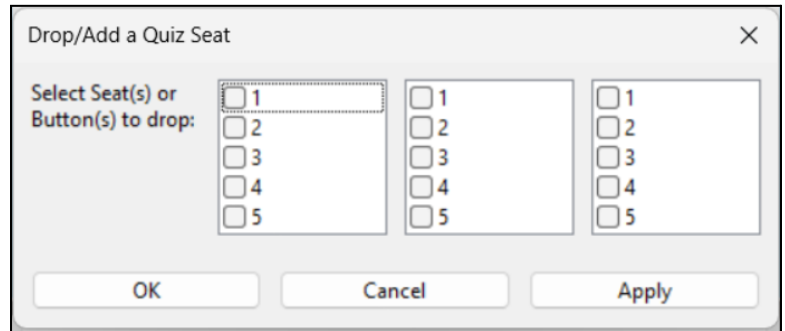 Drop/Add a Quiz Seat
Select Seat(s) or
Button(s) to drop:
1 1 1
2 2 2
3 3 3
4 4 4
5 5 5
OK Cancel Apply